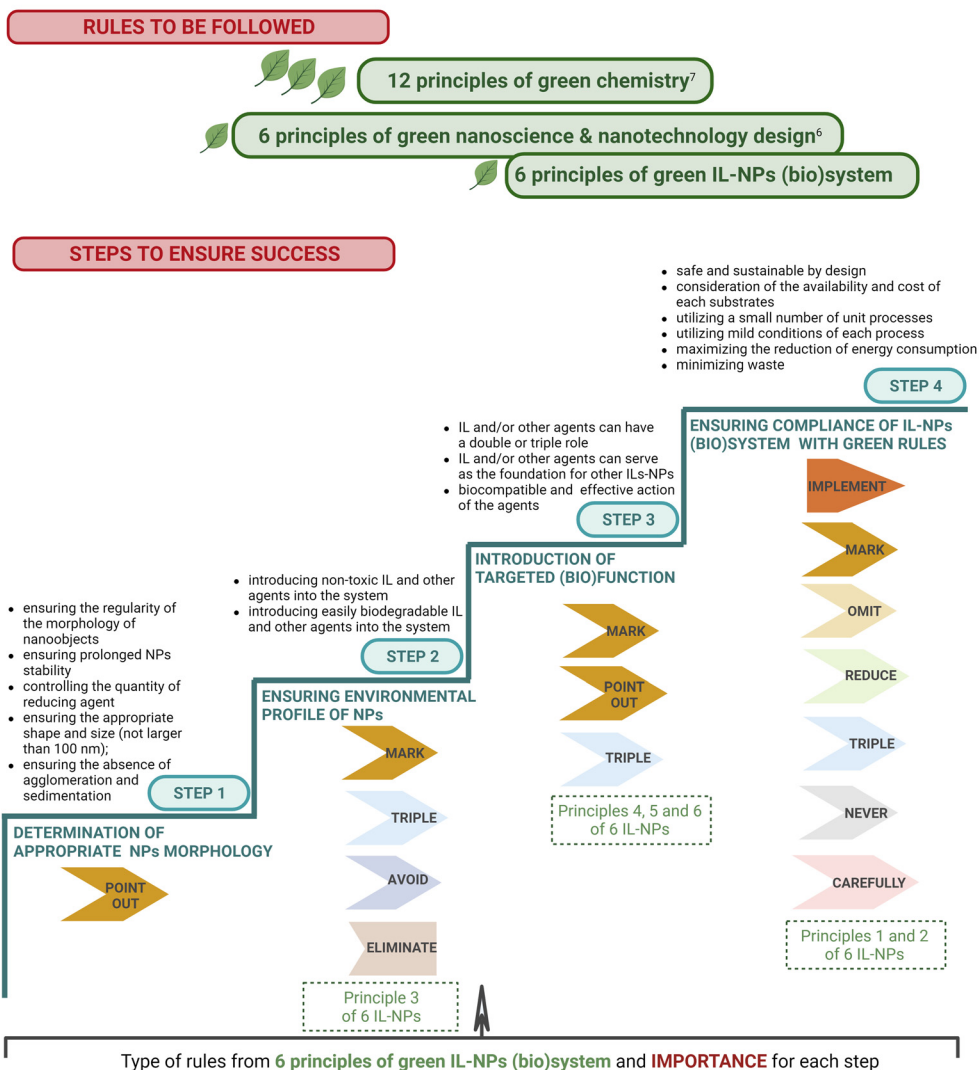 RULES TO BE FOLLOWED
12 principles of green chemistry7
6 principles of green nanoscience & nanotechnology design6
6 principles of green IL-NPs (bio)system
STEPS TO ENSURE SUCCESS
• safe and sustainable by design
• consideration of the availability and cost of
each substrates
• utilizing a small number of unit processes
• utilizing mild conditions of each process
• maximizing the reduction of energy consumption
• minimizing waste
STEP 4
ENSURING COMPLIANCE OF IL-NPs
(BIO)SYSTEM WITH GREEN RULES
IMPLEMENT
MARK
OMIT
REDUCE
TRIPLE
NEVER
CAREFULLY
Principles 1 and 2
of 6 IL-NPs
• IL and/or other agents can have
a double or triple role
• IL and/or other agents can serve
as the foundation for other ILs-NPs
• biocompatible and effective action
of the agents
STEP 3
INTRODUCTION OF
TARGETED (BIO)FUNCTION
MARK
POINT
OUT
TRIPLE
Principles 4, 5 and 6
of 6 IL-NPs
• introducing non-toxic IL and other
agents into the system
• introducing easily biodegradable IL
and other agents into the system
STEP 2
ENSURING ENVIRONMENTAL
PROFILE OF NPs
MARK
TRIPLE
AVOID
ELIMINATE
Principle 3
of 6 IL-NPs
• ensuring the regularity of
the morphology of
nanoobjects
• ensuring prolonged NPs
stability
• controlling the quantity of
reducing agent
• ensuring the appropriate
shape and size (not larger
than 100 nm);
• ensuring the absence of
agglomeration and
sedimentation
STEP 1
DETERMINATION OF
APPROPRIATE NPs MORPHOLOGY
POINT
OUT
Type of rules from 6 principles of green IL-NPs (bio)system and IMPORTANCE for each step